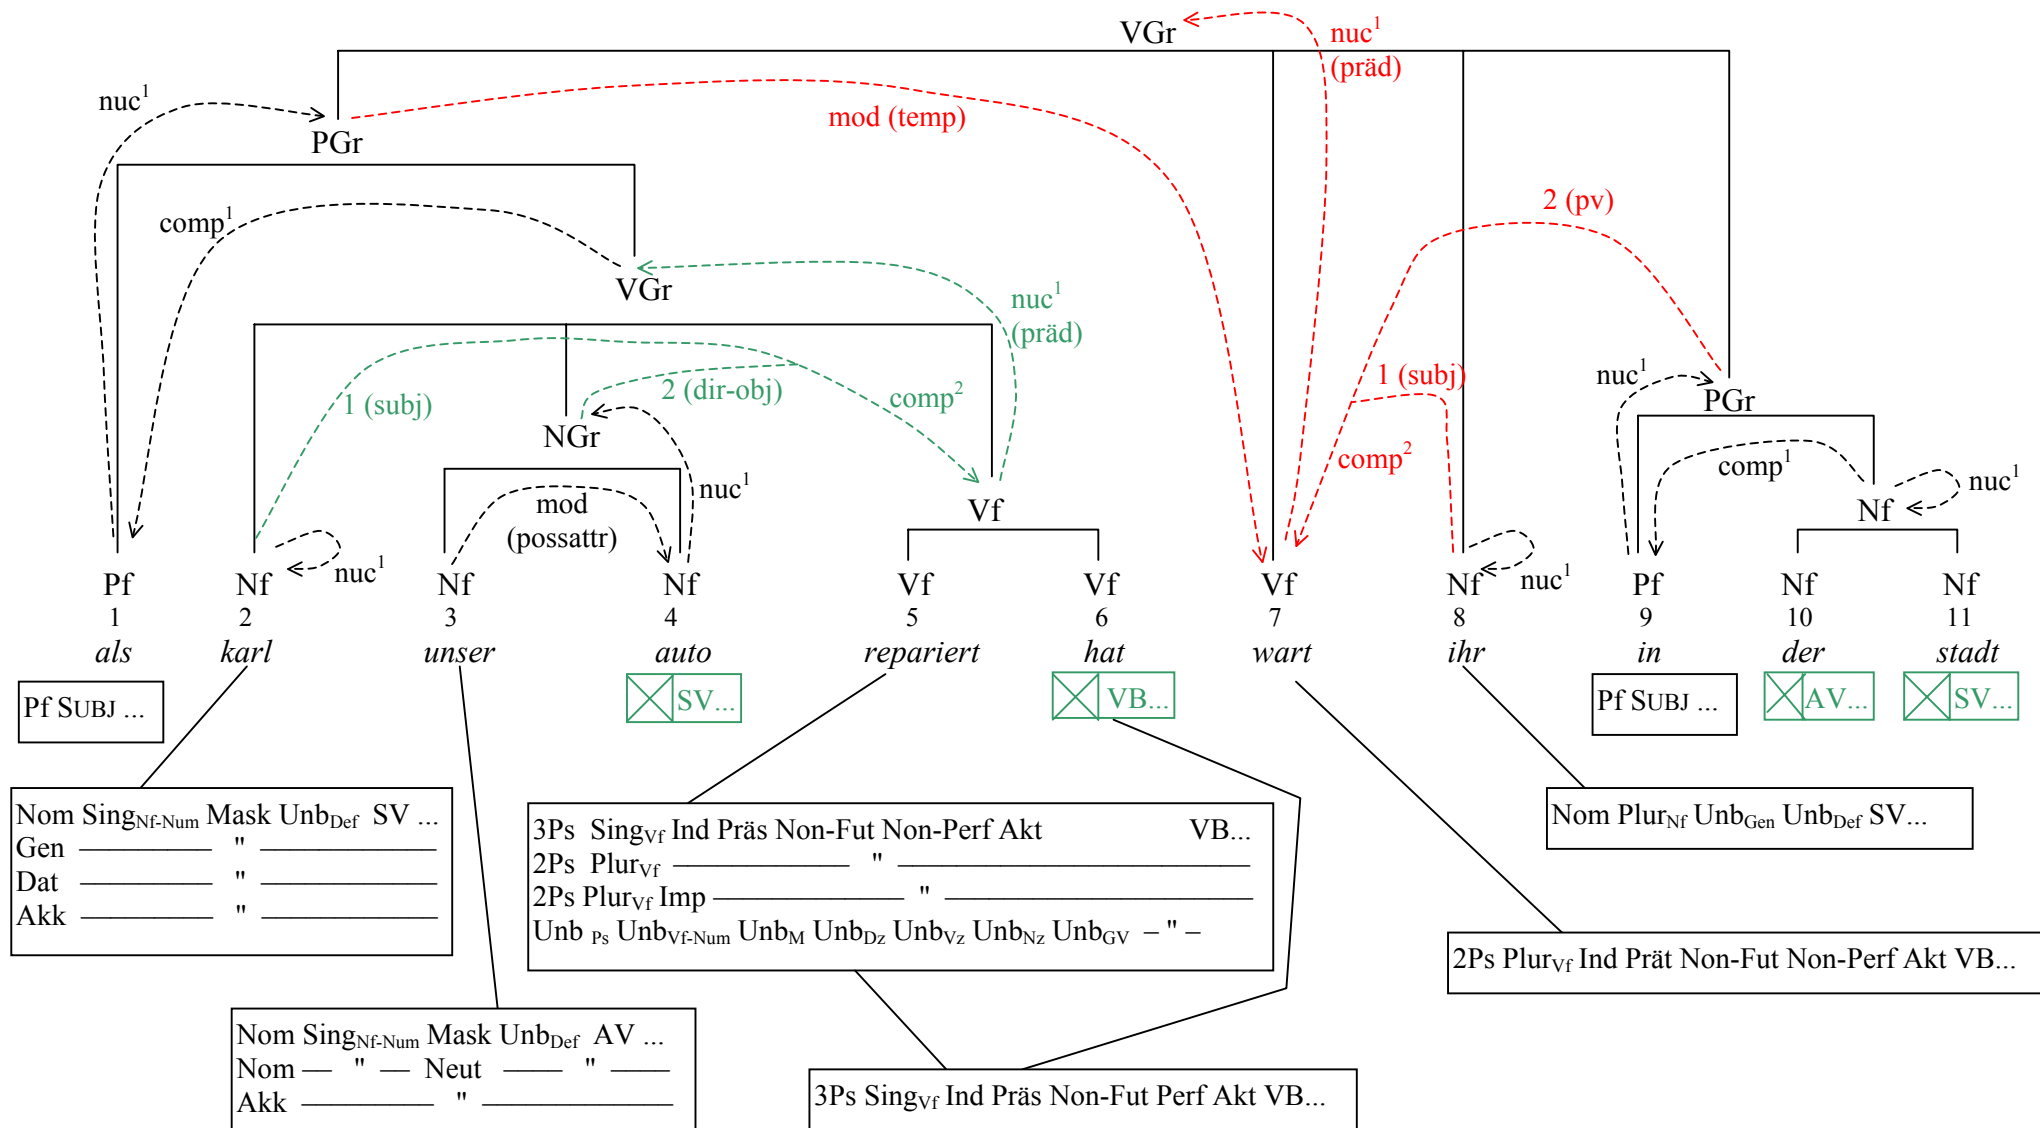 VGr
nuc1
(präd)
nuc1
mod (temp)
PGr
comp1
2 (pv)
VGr
nuc1
(präd)
1 (subj)
2 (dir-obj)
comp2
1 (subj)
nuc1
PGr
NGr
comp2
comp1
nuc1
nuc1
mod
(possattr)
Vf
Nf
nuc1
nuc1
Pf Nf Nf Nf Vf Vf Vf Nf Pf Nf Nf
1 2 3 4 5 6 7 8 9 10 11
als karl unser auto repariert hat wart ihr in der stadt
Pf SUBJ ...
SV...
VB...
Pf SUBJ ...
AV...
SV...
Nom SingNf-Num Mask UnbDef SV ...
Gen ——— " ———
Dat ——— " ———
Akk ——— " ———
3Ps SingVf Ind Präs Non-Fut Non-Perf Akt VB...
2Ps PlurVf ——— " ———
2Ps PlurVf Imp ——— " ———
Unb Ps UnbVf-Num UnbM UnbDz UnbVz UnbNz UnbGV – " –
Nom PlurNf UnbGen UnbDef SV...
2Ps PlurVf Ind Prät Non-Fut Non-Perf Akt VB...
Nom SingNf-Num Mask UnbDef AV ...
Nom — " — Neut —— " ——
Akk ——— " ———
3Ps SingVf Ind Präs Non-Fut Perf Akt VB...